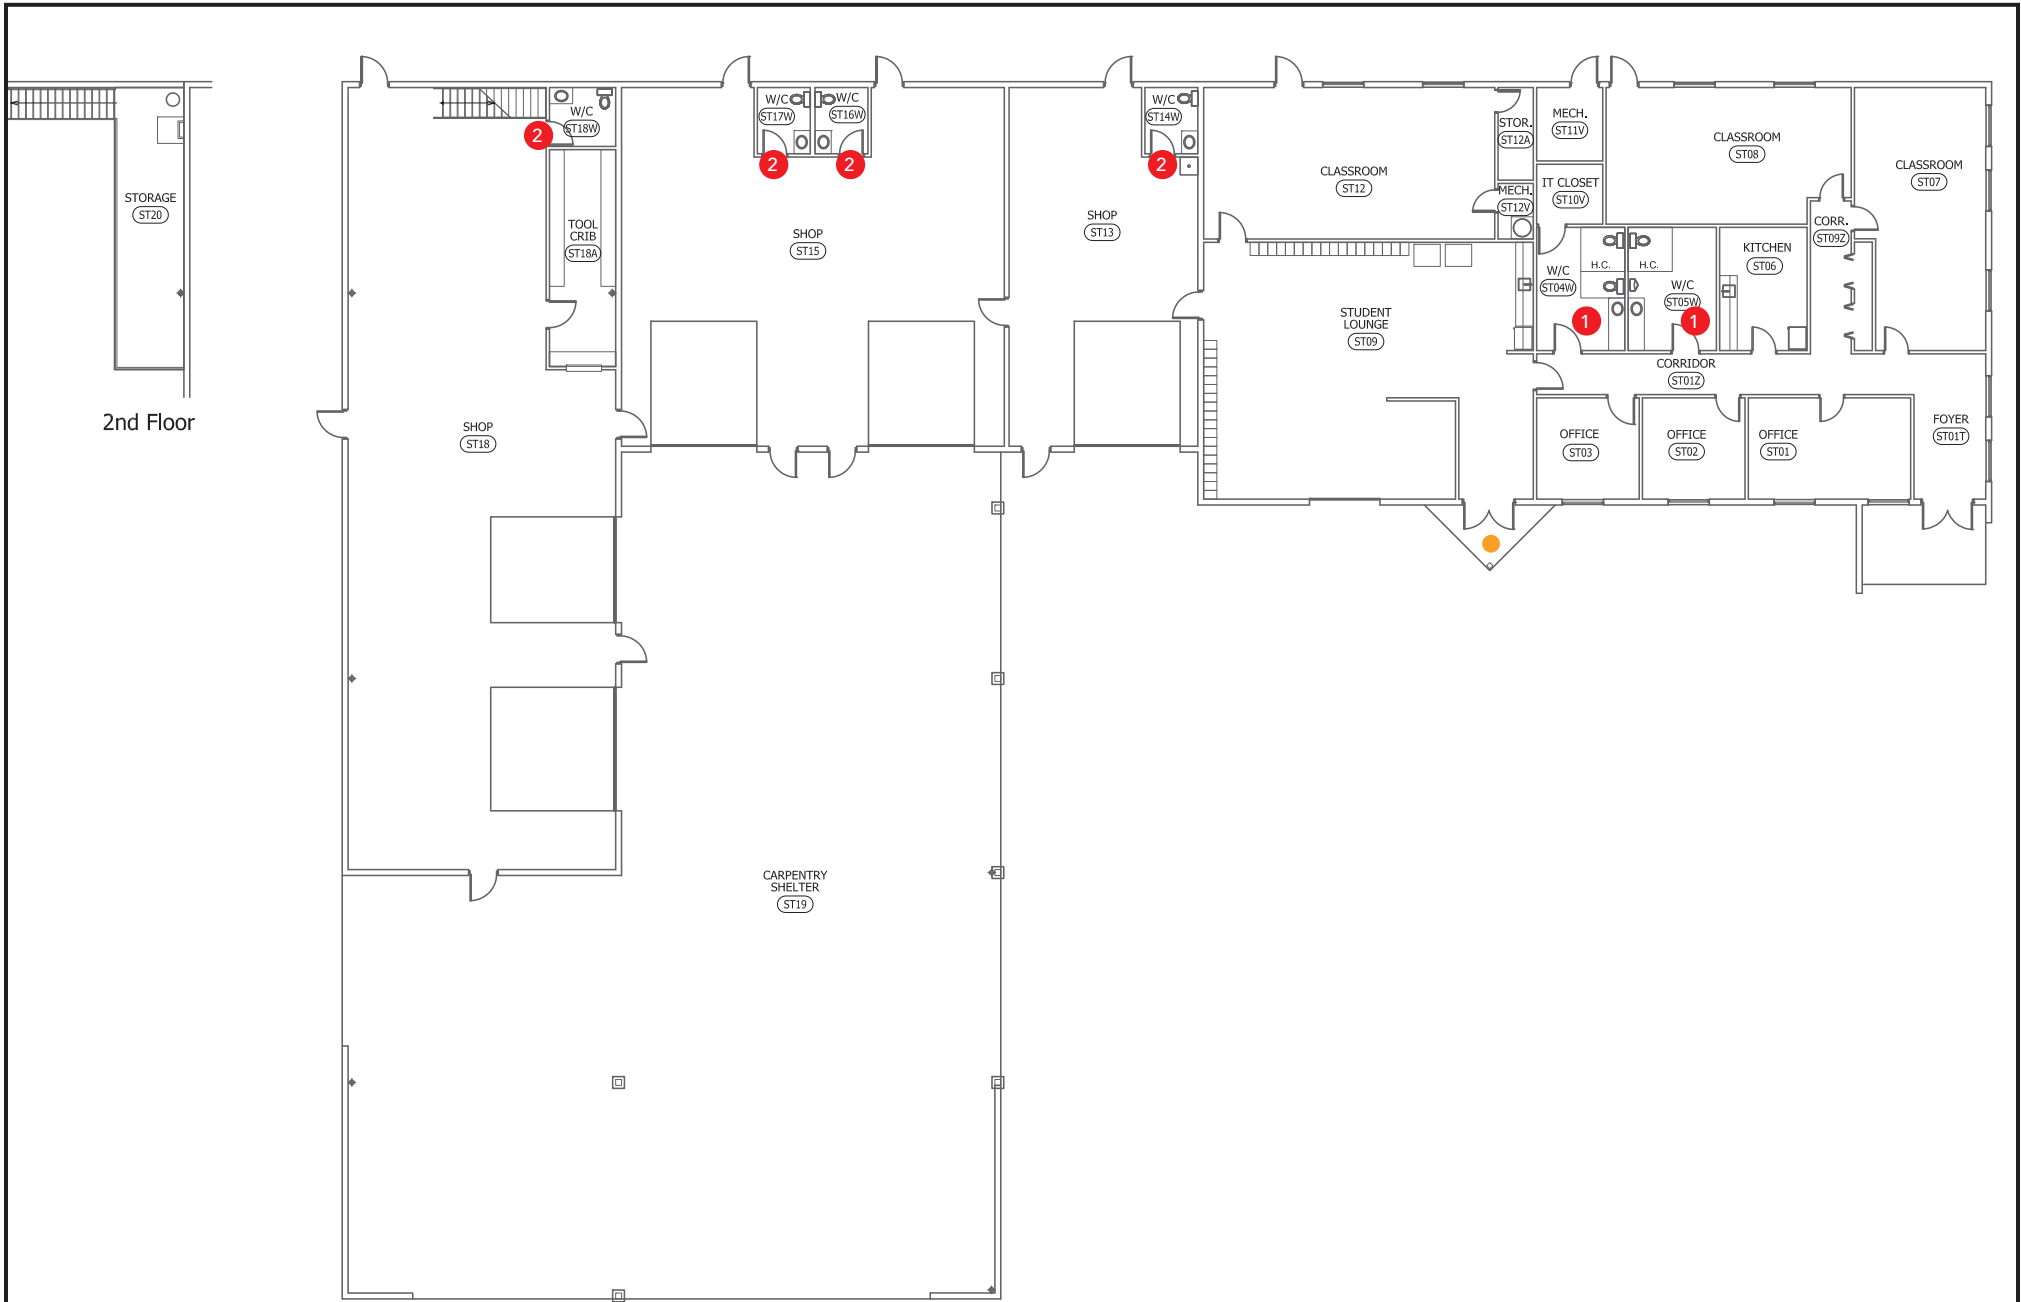 W/C
ST17W
W/C
ST16W
W/C
ST14W
W/C
ST18W
2
2
2
2
STOR.
ST12A
MECH.
ST11V
CLASSROOM
ST08
CLASSROOM
ST07
CLASSROOM
ST12
IT CLOSET
ST10V
MECH.
ST12V
STORAGE
ST20
TOOL
CRIB
ST18A
SHOP
ST15
SHOP
ST13
CORR.
ST09Z
KITCHEN
ST06
H.C.
H.C.
W/C
ST04W
W/C
ST05W
1
1
STUDENT
LOUNGE
ST09
CORRIDOR
ST01Z
2nd Floor
SHOP
ST18
OFFICE
ST03
OFFICE
ST02
OFFICE
ST01
FOYER
ST01T
CARPENTRY
SHELTER
ST19